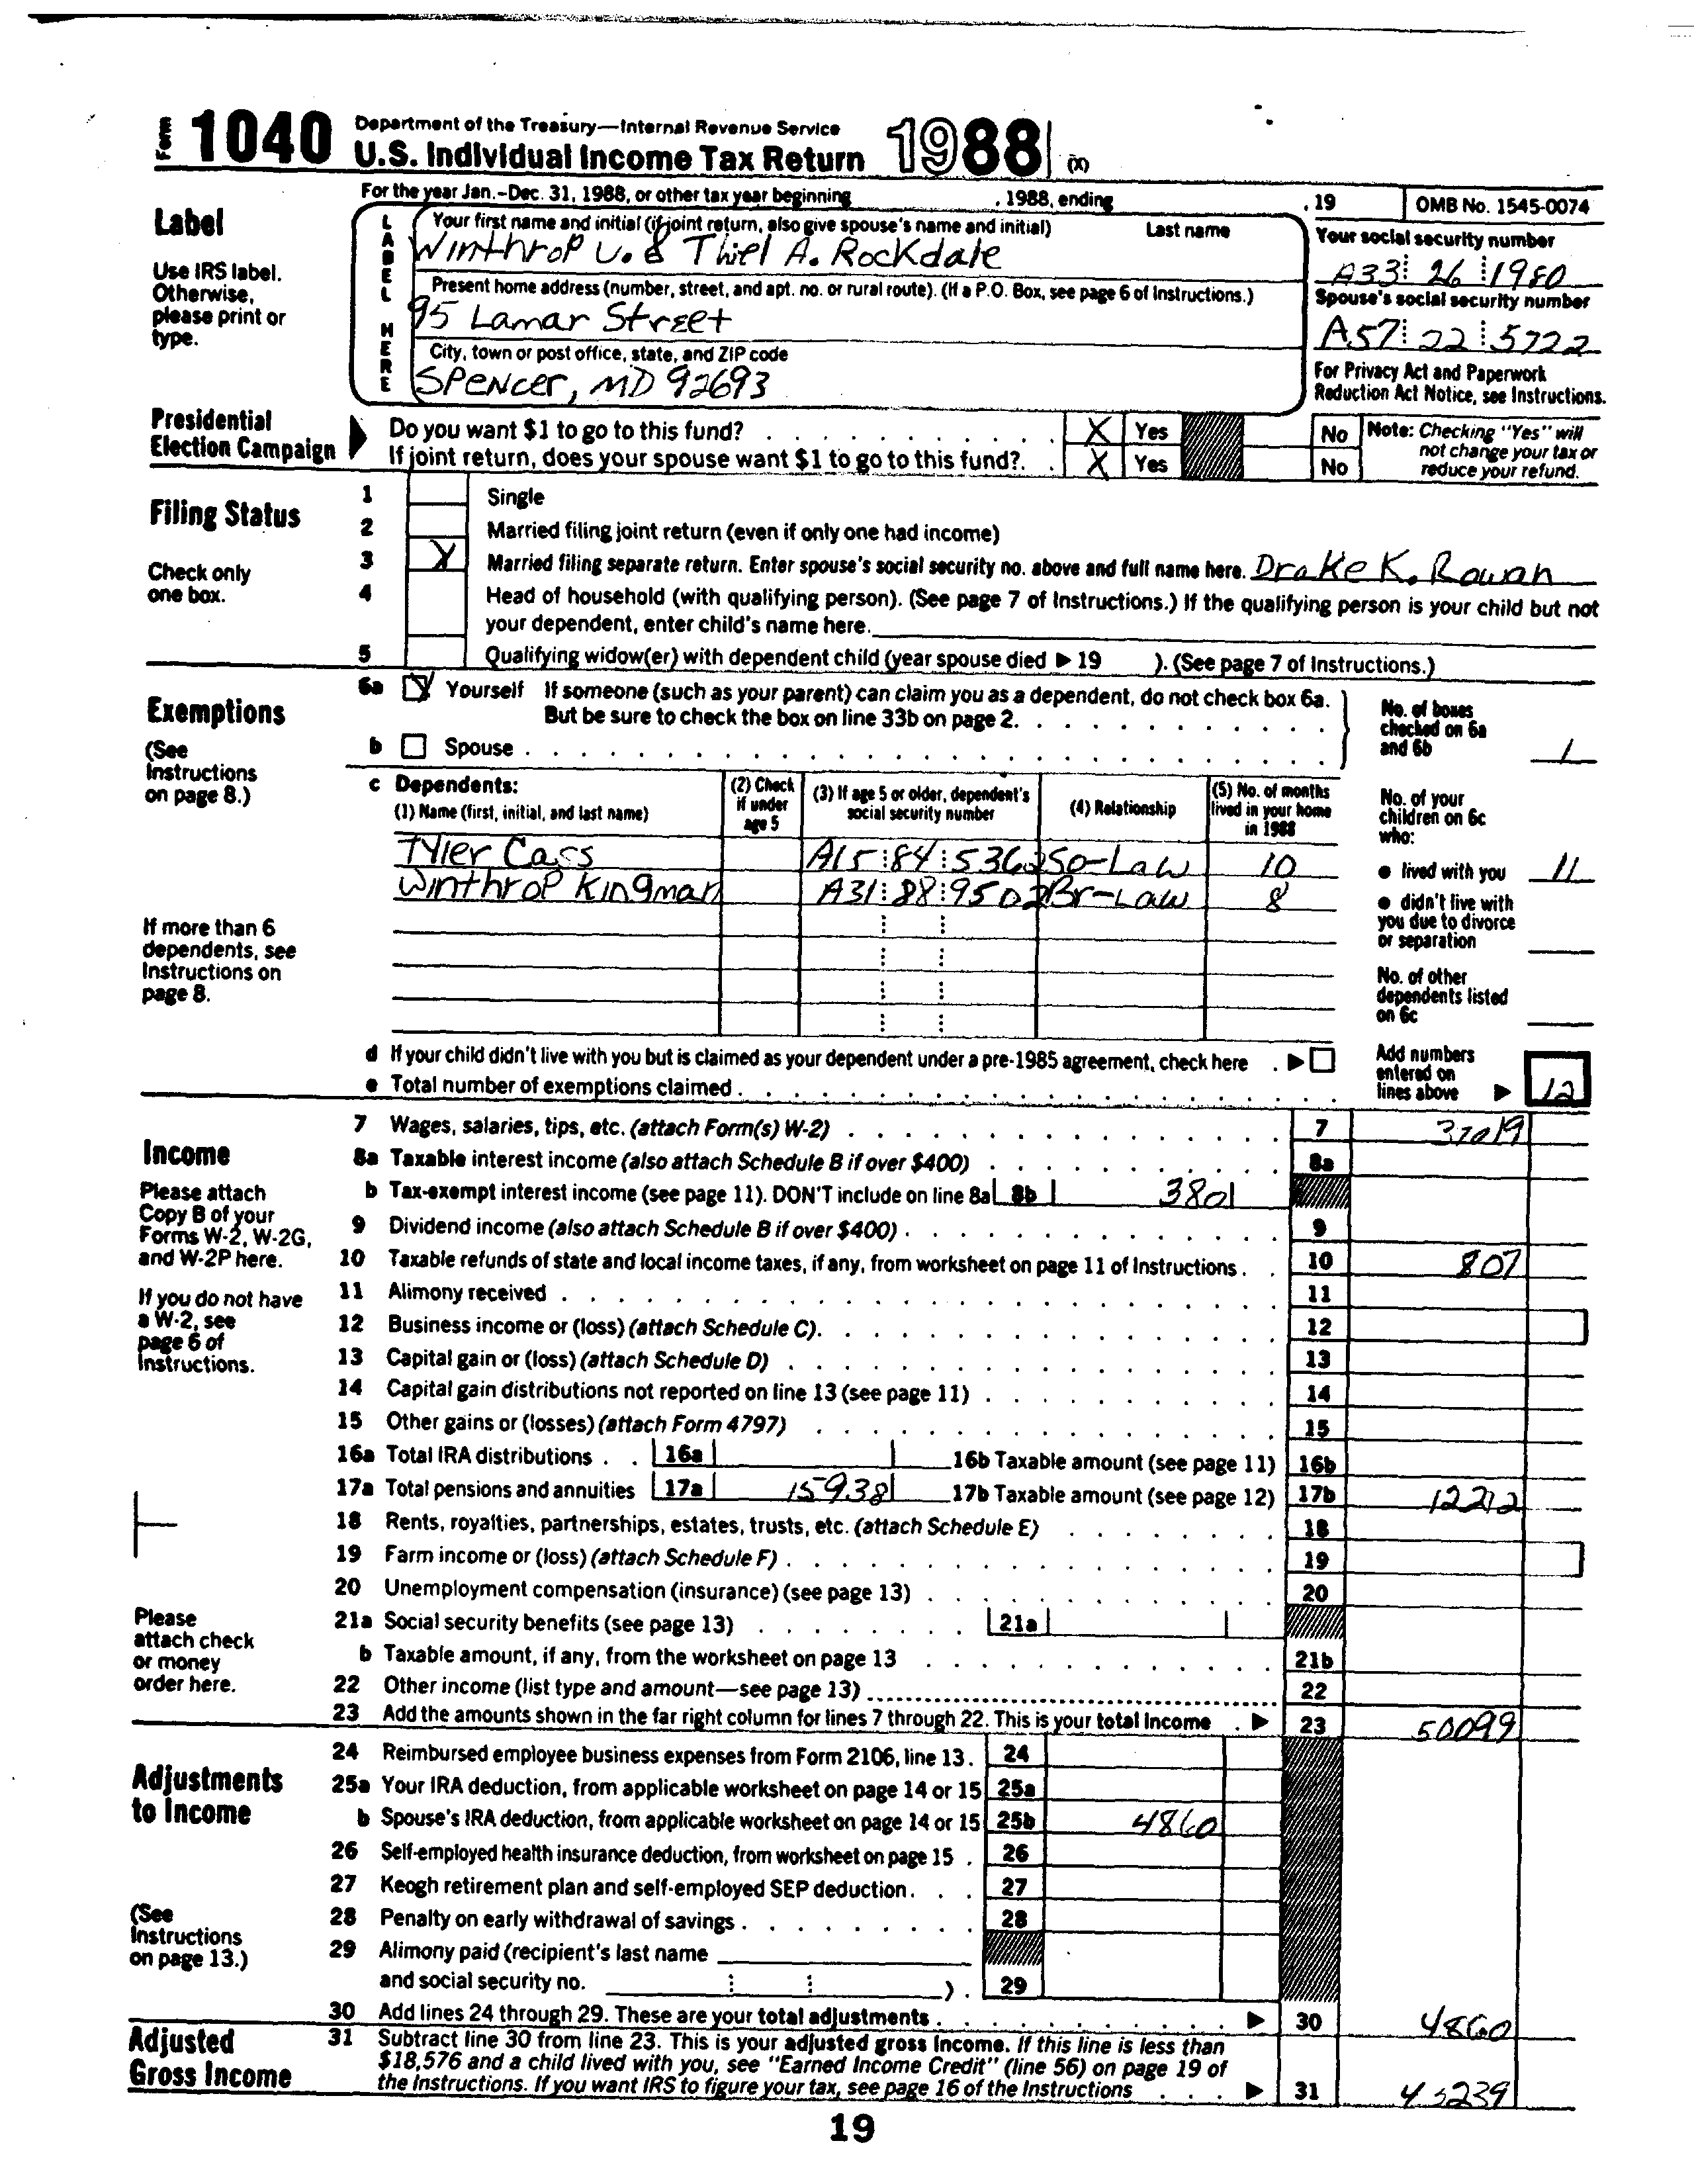 Form 1040 Department of the Treasury—Internal Revenue Service
U.S. Individual Income Tax Return 1988 (X)
For the year Jan.-Dec. 31, 1988, or other tax year beginning , 1988, ending , 19 OMB No. 1545-0074
Label
Use IRS label.
Otherwise,
please print or
type.
LABEL HERE
Your first name and initial (if joint return, also give spouse's name and initial) Last name
Winthrop U. & Thiel A. Rockdale
Your social security number
A33 26 1980
Present home address (number, street, and apt. no. or rural route). (If a P.O. Box, see page 6 of Instructions.)
95 Lamar Street
Spouse's social security number
A57 22 5722
City, town or post office, state, and ZIP code
Spencer, MD 92693
For Privacy Act and Paperwork
Reduction Act Notice, see Instructions.
Presidential
Election Campaign
Do you want $1 to go to this fund? X Yes No
If joint return, does your spouse want $1 to go to this fund?. X Yes No
Note: Checking "Yes" will
not change your tax or
reduce your refund.
Filing Status
Check only
one box.
1 Single
2 Married filing joint return (even if only one had income)
3 X Married filing separate return. Enter spouse's social security no. above and full name here. Drake K. Rowan
4 Head of household (with qualifying person). (See page 7 of Instructions.) If the qualifying person is your child but not
your dependent, enter child's name here.
5 Qualifying widow(er) with dependent child (year spouse died ▶ 19 ). (See page 7 of Instructions.)
Exemptions
(See
Instructions
on page 8.)
6a X Yourself If someone (such as your parent) can claim you as a dependent, do not check box 6a.
But be sure to check the box on line 33b on page 2.
b Spouse
No. of boxes
checked on 6a
and 6b 1
c Dependents:
(1) Name (first, initial, and last name)
(2) Check
if under
age 5
(3) If age 5 or older, dependent's
social security number
(4) Relationship
(5) No. of months
lived in your home
in 1988
Tyler Cass A15 84 5362 So-Law 10
Winthrop Kingman A31 88 9502 Br-Law 8
If more than 6
dependents, see
Instructions on
page 8.
No. of your
children on 6c
who:
● lived with you 11
● didn't live with
you due to divorce
or separation
No. of other
dependents listed
on 6c
d If your child didn't live with you but is claimed as your dependent under a pre-1985 agreement, check here . ▶
e Total number of exemptions claimed
Add numbers
entered on
lines above ▶ 12
Income
Please attach
Copy B of your
Forms W-2, W-2G,
and W-2P here.
If you do not have
a W-2, see
page 6 of
Instructions.
Please
attach check
or money
order here.
7 Wages, salaries, tips, etc. (attach Form(s) W-2) 7 37019
8a Taxable interest income (also attach Schedule B if over $400) 8a
b Tax-exempt interest income (see page 11). DON'T include on line 8a 8b 380
9 Dividend income (also attach Schedule B if over $400) 9
10 Taxable refunds of state and local income taxes, if any, from worksheet on page 11 of Instructions 10 807
11 Alimony received 11
12 Business income or (loss) (attach Schedule C). 12
13 Capital gain or (loss) (attach Schedule D) 13
14 Capital gain distributions not reported on line 13 (see page 11) 14
15 Other gains or (losses) (attach Form 4797) 15
16a Total IRA distributions 16a 16b Taxable amount (see page 11) 16b
17a Total pensions and annuities 17a 15938 17b Taxable amount (see page 12) 17b 12212
18 Rents, royalties, partnerships, estates, trusts, etc. (attach Schedule E) 18
19 Farm income or (loss) (attach Schedule F) 19
20 Unemployment compensation (insurance) (see page 13) 20
21a Social security benefits (see page 13) 21a
b Taxable amount, if any, from the worksheet on page 13 21b
22 Other income (list type and amount—see page 13) 22
23 Add the amounts shown in the far right column for lines 7 through 22. This is your total income ▶ 23 50099
Adjustments
to Income
(See
Instructions
on page 13.)
24 Reimbursed employee business expenses from Form 2106, line 13. 24
25a Your IRA deduction, from applicable worksheet on page 14 or 15 25a
b Spouse's IRA deduction, from applicable worksheet on page 14 or 15 25b 4860
26 Self-employed health insurance deduction, from worksheet on page 15 26
27 Keogh retirement plan and self-employed SEP deduction 27
28 Penalty on early withdrawal of savings 28
29 Alimony paid (recipient's last name
and social security no. ). 29
30 Add lines 24 through 29. These are your total adjustments ▶ 30 4860
Adjusted
Gross Income
31 Subtract line 30 from line 23. This is your adjusted gross income. If this line is less than
$18,576 and a child lived with you, see "Earned Income Credit" (line 56) on page 19 of
the Instructions. If you want IRS to figure your tax, see page 16 of the Instructions ▶ 31 45239
19